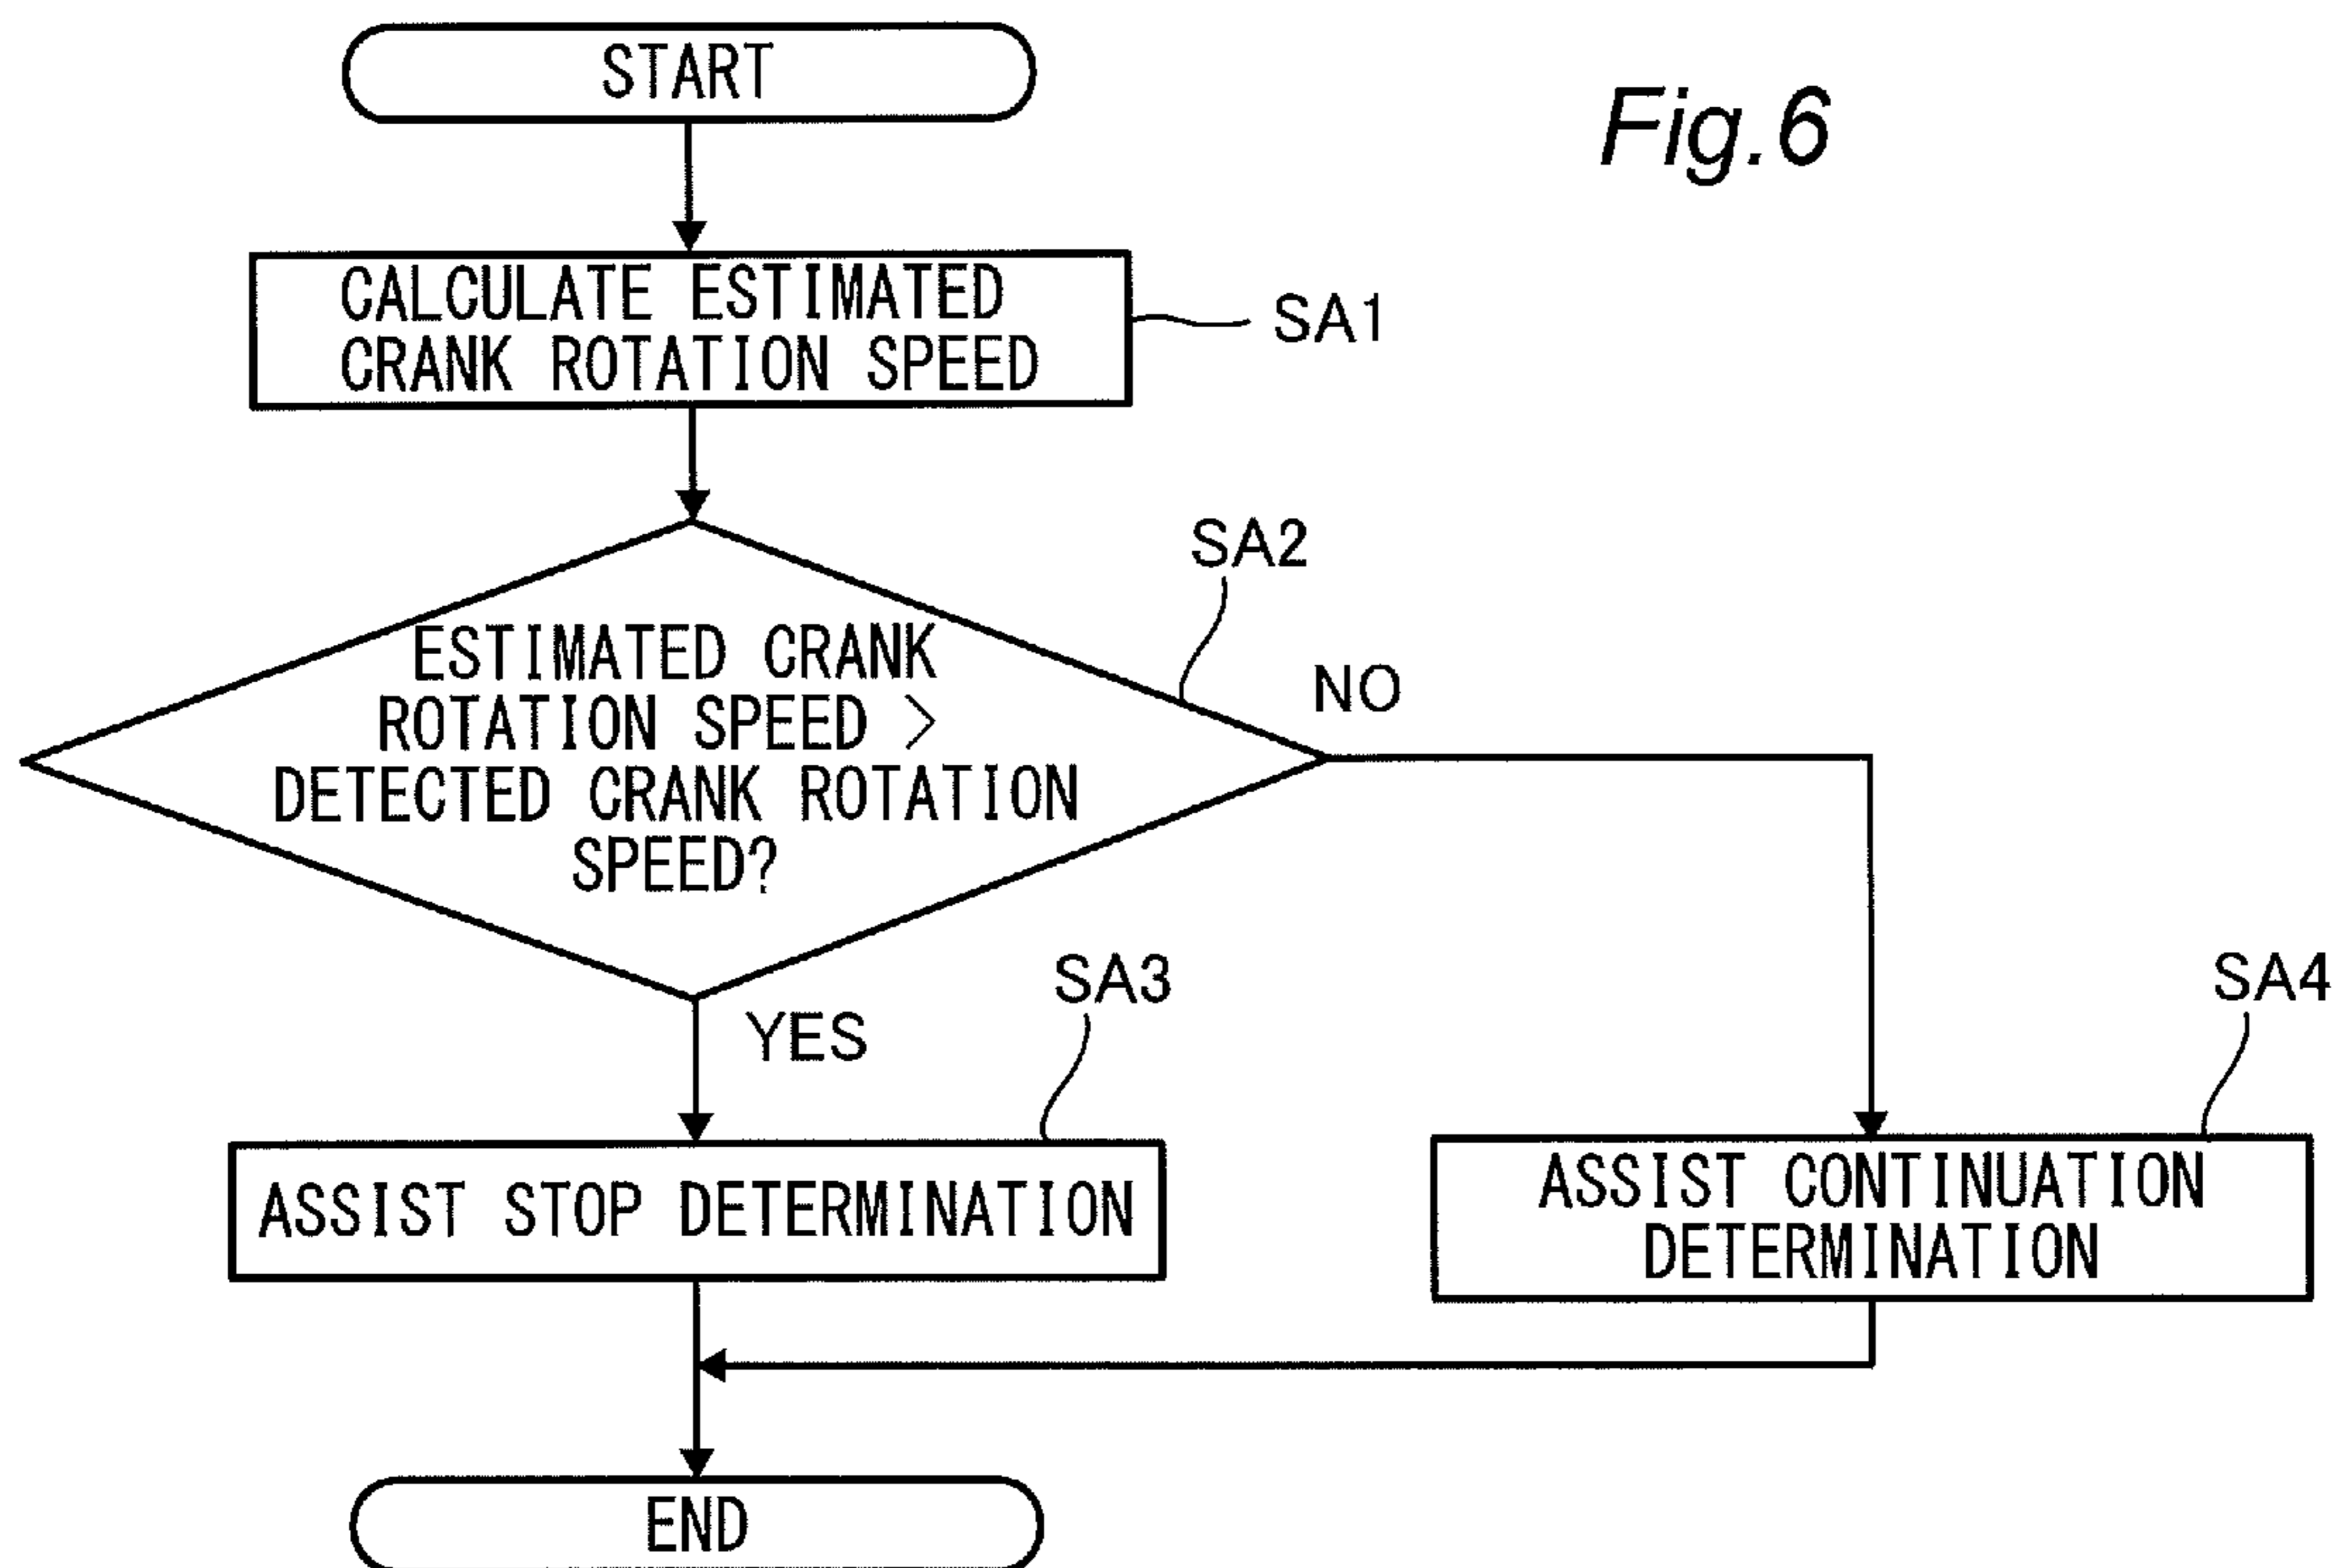 START
Fig.6
CALCULATE ESTIMATED
CRANK ROTATION SPEED
SA1
SA2
ESTIMATED CRANK
ROTATION SPEED >
DETECTED CRANK ROTATION
SPEED?
NO
YES
SA3
SA4
ASSIST STOP DETERMINATION
ASSIST CONTINUATION
DETERMINATION
END